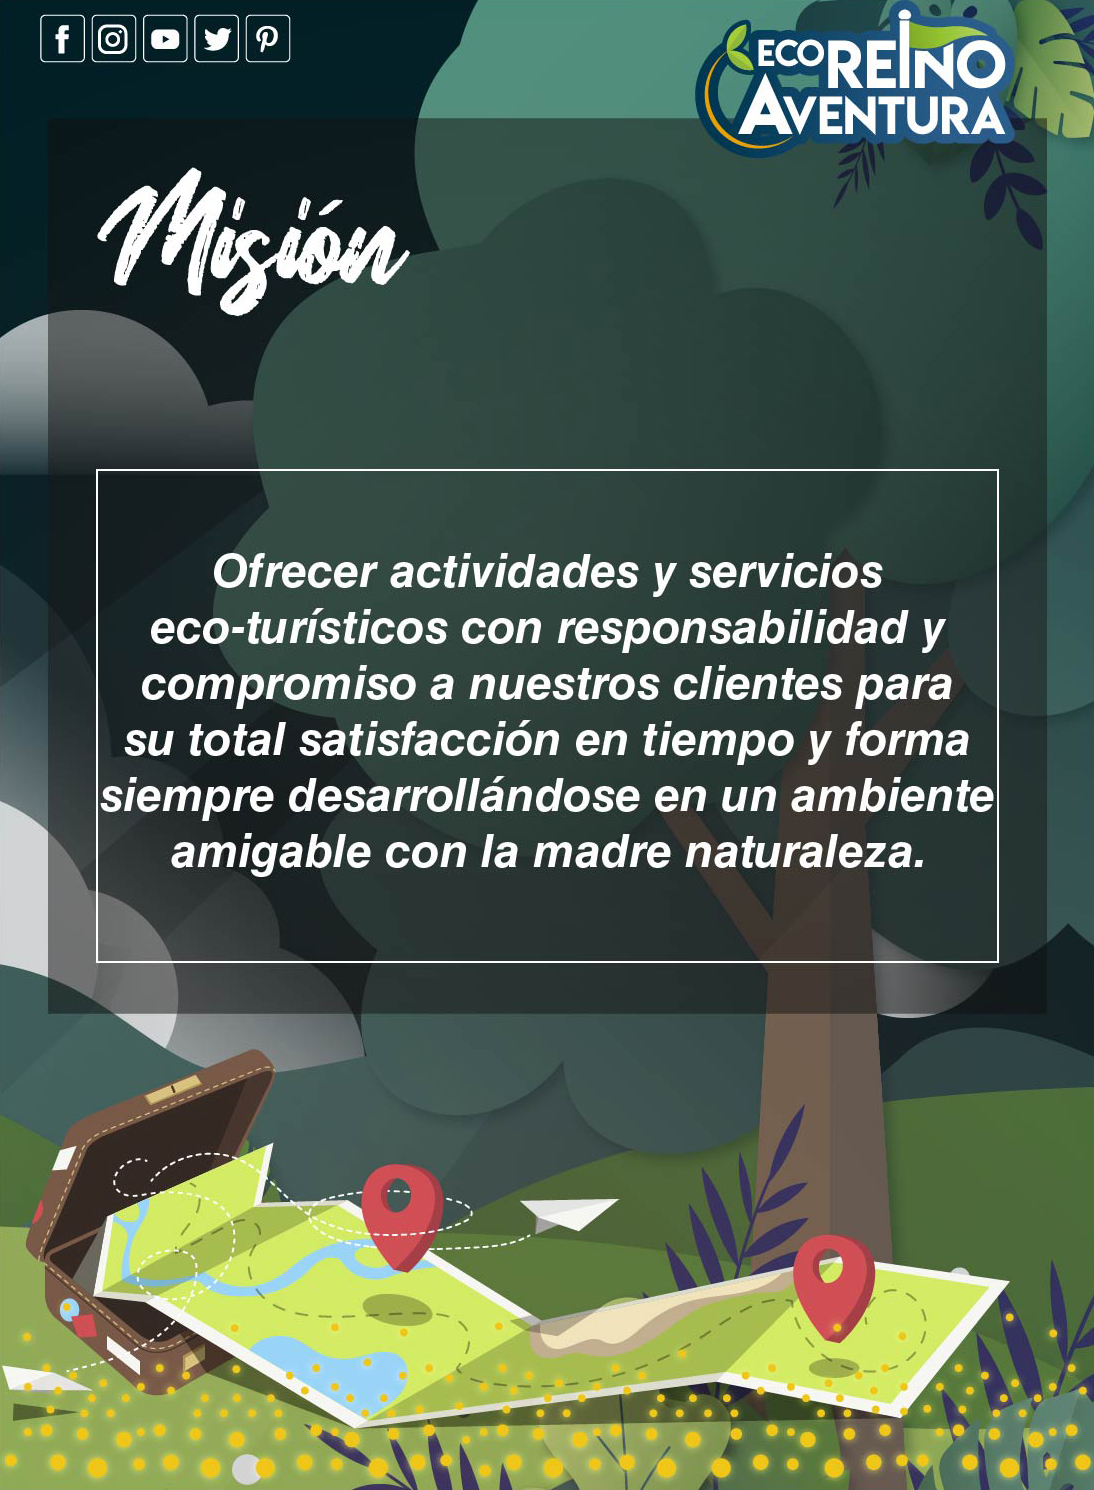 ECO REINO
AVENTURA
Misión
Ofrecer actividades y servicios
eco-turísticos con responsabilidad y
compromiso a nuestros clientes para
su total satisfacción en tiempo y forma
siempre desarrollándose en un ambiente
amigable con la madre naturaleza.